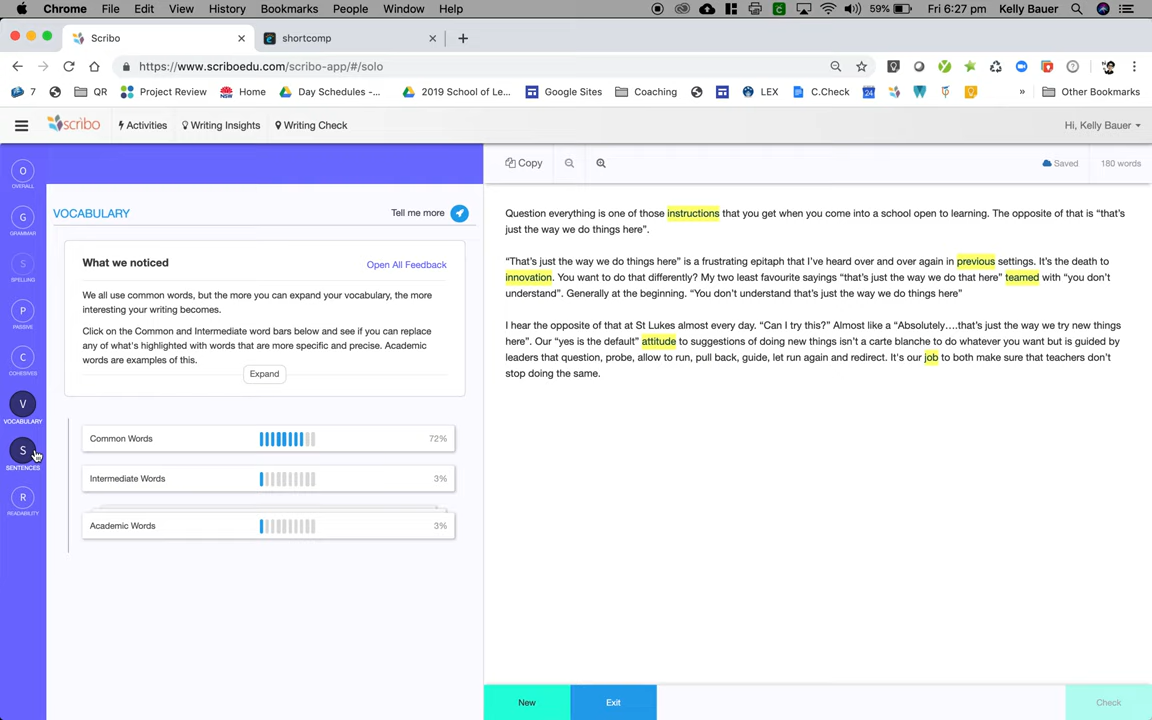 Chrome File Edit View History Bookmarks People Window Help 59% Fri 6:27 pm Kelly Bauer
Scribo shortcomp
https://www.scriboedu.com/scribo-app/#/solo
7 QR Project Review Home Day Schedules -... 2019 School of Le... Google Sites Coaching LEX C.Check 24 » Other Bookmarks
scribo Activities Writing Insights Writing Check Hi, Kelly Bauer
Copy Saved 180 words
O
OVERALL
G
GRAMMAR
S
SPELLING
P
PASSIVE
C
COHESIVES
V
VOCABULARY
S
SENTENCES
R
READABILITY
VOCABULARY Tell me more
What we noticed Open All Feedback
We all use common words, but the more you can expand your vocabulary, the more
interesting your writing becomes.
Click on the Common and Intermediate word bars below and see if you can replace
any of what's highlighted with words that are more specific and precise. Academic
words are examples of this.
Expand
Common Words 72%
Intermediate Words 3%
Academic Words 3%
Question everything is one of those instructions that you get when you come into a school open to learning. The opposite of that is “that’s
just the way we do things here”.
“That’s just the way we do things here” is a frustrating epitaph that I’ve heard over and over again in previous settings. It’s the death to
innovation. You want to do that differently? My two least favourite sayings “that’s just the way we do that here” teamed with “you don’t
understand”. Generally at the beginning. “You don’t understand that’s just the way we do things here”
I hear the opposite of that at St Lukes almost every day. “Can I try this?” Almost like a “Absolutely….that’s just the way we try new things
here”. Our “yes is the default” attitude to suggestions of doing new things isn’t a carte blanche to do whatever you want but is guided by
leaders that question, probe, allow to run, pull back, guide, let run again and redirect. It’s our job to both make sure that teachers don’t
stop doing the same.
New Exit Check